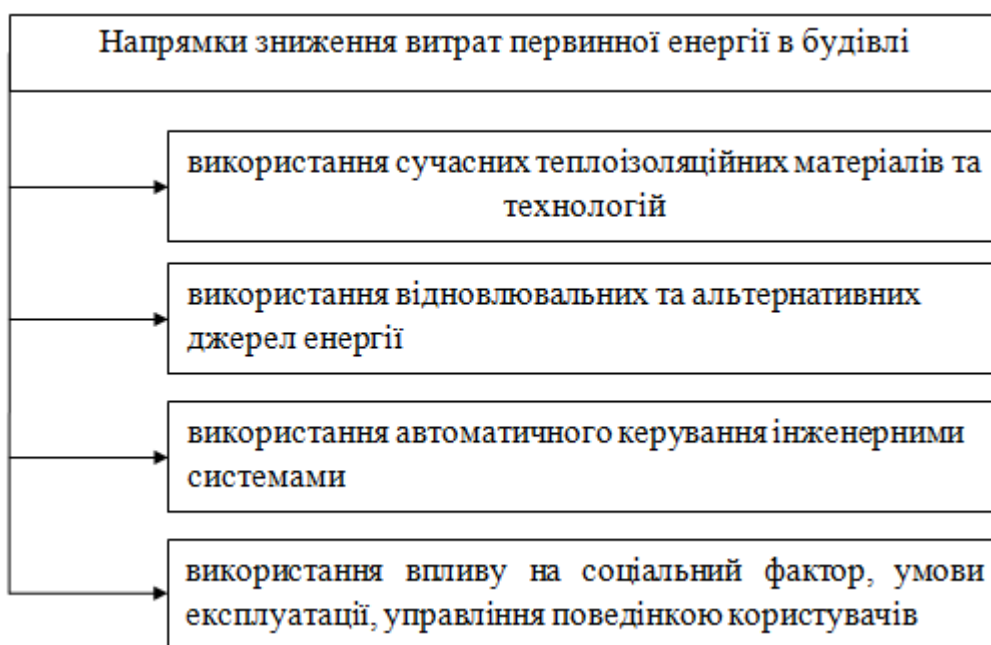 Напрямки зниження витрат первинної енергії в будівлі
використання сучасних теплоізоляційних матеріалів та
технологій
використання відновлювальних та альтернативних
джерел енергії
використання автоматичного керування інженерними
системами
використання впливу на соціальний фактор, умови
експлуатації, управління поведінкою користувачів